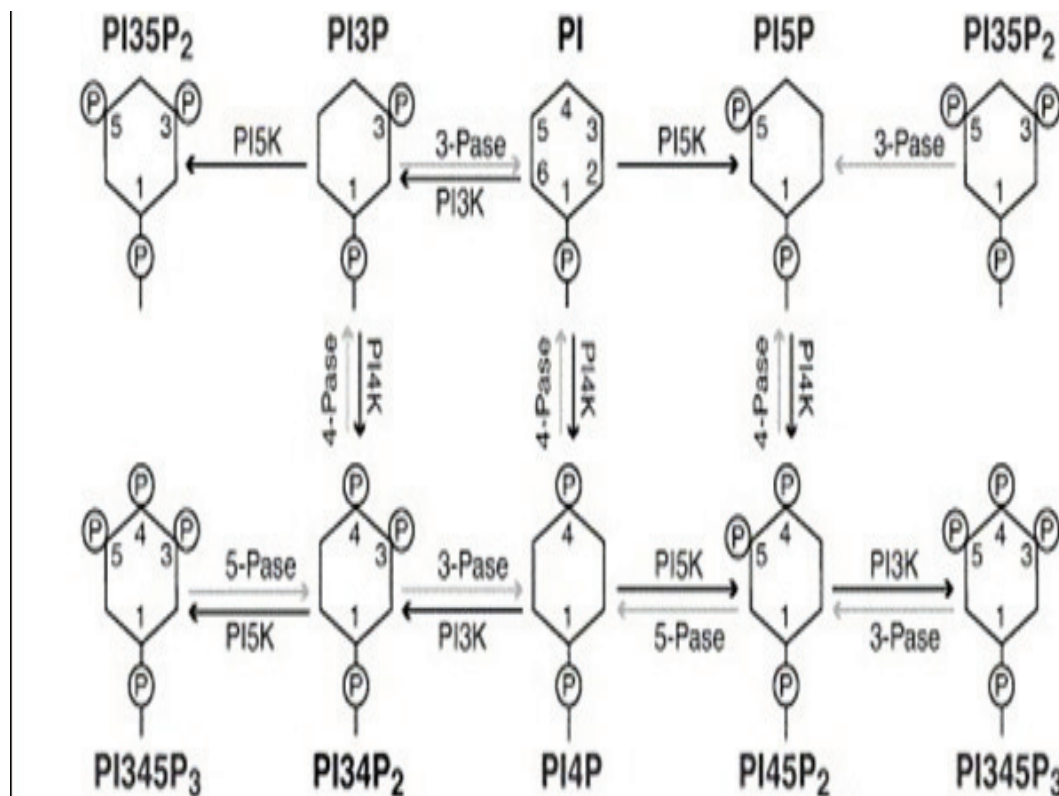 PI35P₂ PI3P PI PI5P PI35P₂
P P P 4 P P P
5 3 3 5 3 5 5 3
PI5K 3-Pase PI5K 3-Pase
1 1 6 1 2 1 1
PI3K
P P P P P
4-Pase PI4K 4-Pase PI4K 4-Pase PI4K
P P P P P
P 4 P 4 P 4 P 4 P 4 P
5 3 3 5 5 3
5-Pase 3-Pase PI5K PI3K
1 1 1 1 1
PI5K PI3K 5-Pase 3-Pase
P P P P P
PI345P₃ PI34P₂ PI4P PI45P₂ PI345P₃